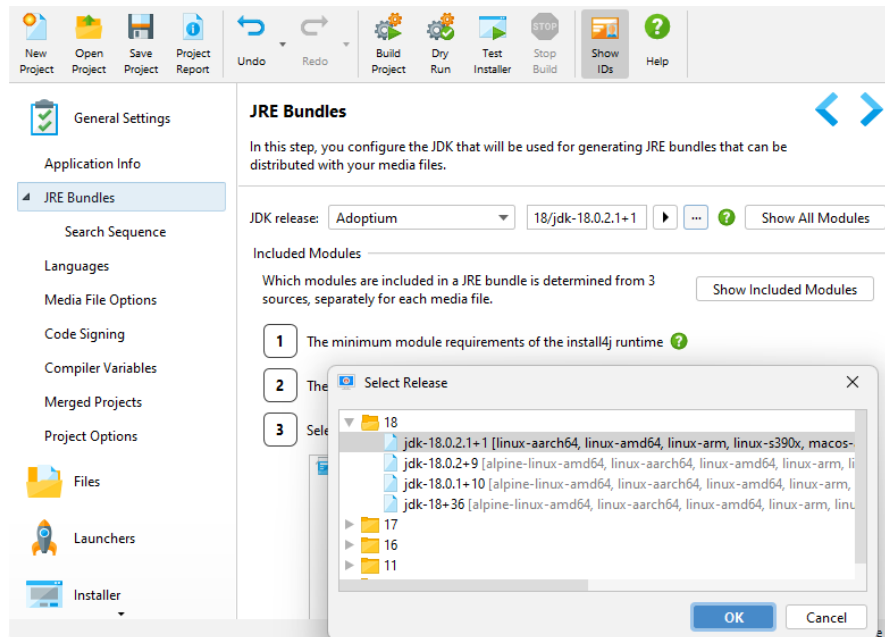 New Project
Open Project
Save Project
Project Report
Undo
Redo
Build Project
Dry Run
Test Installer
STOP
Stop Build
Show IDs
Help
General Settings
Application Info
JRE Bundles
Search Sequence
Languages
Media File Options
Code Signing
Compiler Variables
Merged Projects
Project Options
Files
Launchers
Installer
JRE Bundles
In this step, you configure the JDK that will be used for generating JRE bundles that can be
distributed with your media files.
JDK release: Adoptium 18/jdk-18.0.2.1+1 ... Show All Modules
Included Modules
Which modules are included in a JRE bundle is determined from 3
sources, separately for each media file.
Show Included Modules
1 The minimum module requirements of the install4j runtime
2 The
3 Sele
Select Release
18
jdk-18.0.2.1+1 [linux-aarch64, linux-amd64, linux-arm, linux-s390x, macos-
jdk-18.0.2+9 [alpine-linux-amd64, linux-aarch64, linux-amd64, linux-arm, li
jdk-18.0.1+10 [alpine-linux-amd64, linux-aarch64, linux-amd64, linux-arm,
jdk-18+36 [alpine-linux-amd64, linux-aarch64, linux-amd64, linux-arm, linu
17
16
11
OK
Cancel